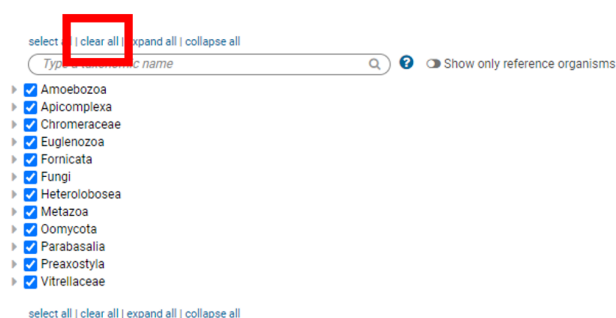 select all | clear all | expand all | collapse all
Type a taxonomic name
? Show only reference organisms
Amoebozoa
Apicomplexa
Chromeraceae
Euglenozoa
Fornicata
Fungi
Heterolobosea
Metazoa
Oomycota
Parabasalia
Preaxostyla
Vitrellaceae
select all | clear all | expand all | collapse all